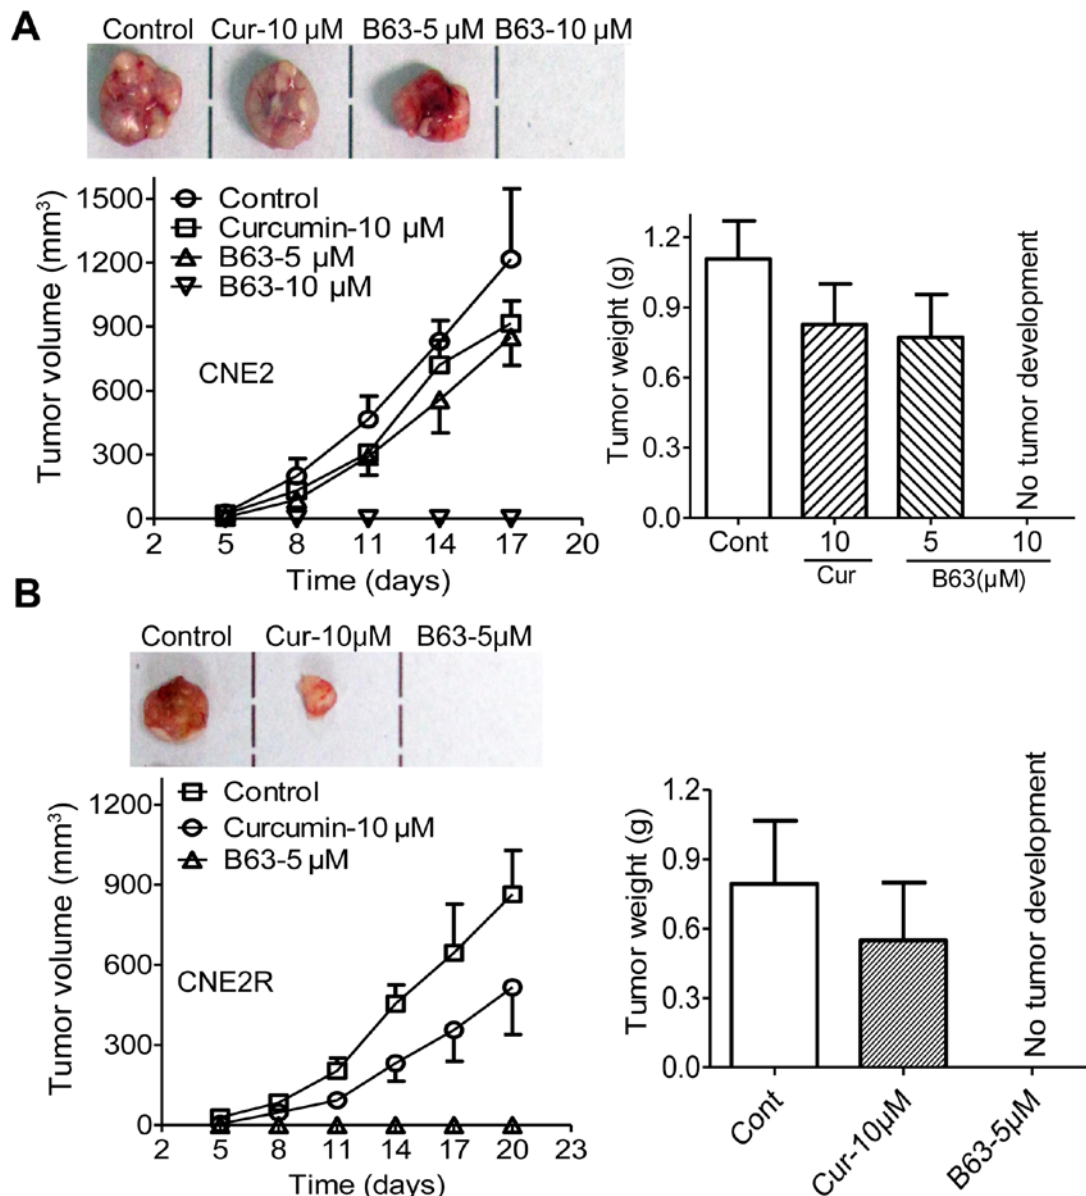 A
Control Cur-10 µM B63-5 µM B63-10 µM
Tumor volume (mm³)
1500
1200
900
600
300
0
Control
Curcumin-10 µM
B63-5 µM
B63-10 µM
CNE2
2 5 8 11 14 17 20
Time (days)
Tumor weight (g)
1.2
0.9
0.6
0.3
0.0
No tumor development
Cont 10 5 10
Cur B63(µM)
B
Control Cur-10µM B63-5µM
Tumor volume (mm³)
1200
900
600
300
0
Control
Curcumin-10 µM
B63-5 µM
CNE2R
2 5 8 11 14 17 20 23
Time (days)
Tumor weight (g)
1.2
0.9
0.6
0.3
0.0
No tumor development
Cont
Cur-10µM
B63-5µM